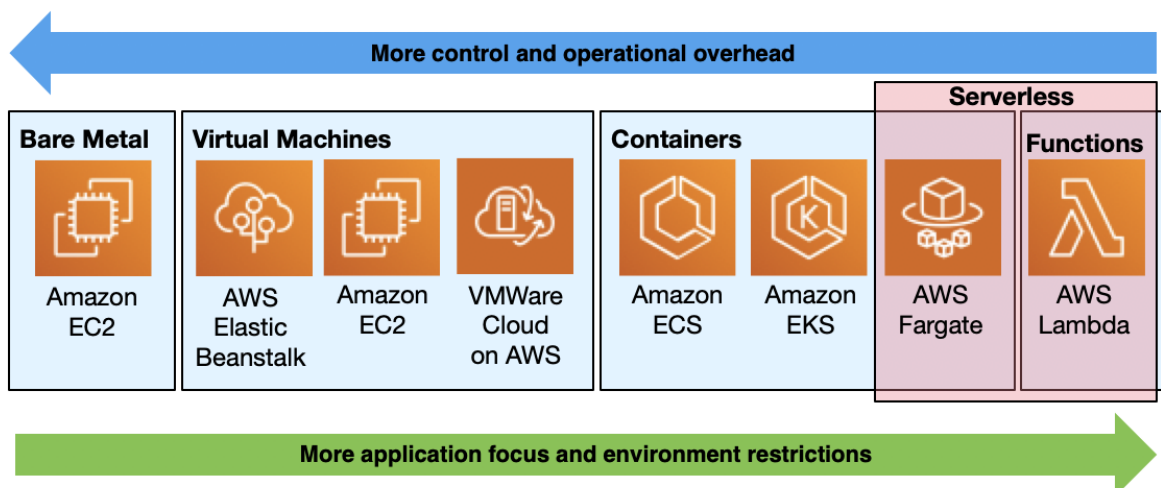 More control and operational overhead
Serverless
Bare Metal
Virtual Machines
Containers
Functions
K
Amazon
EC2
AWS
Elastic
Beanstalk
Amazon
EC2
VMWare
Cloud
on AWS
Amazon
ECS
Amazon
EKS
AWS
Fargate
AWS
Lambda
More application focus and environment restrictions